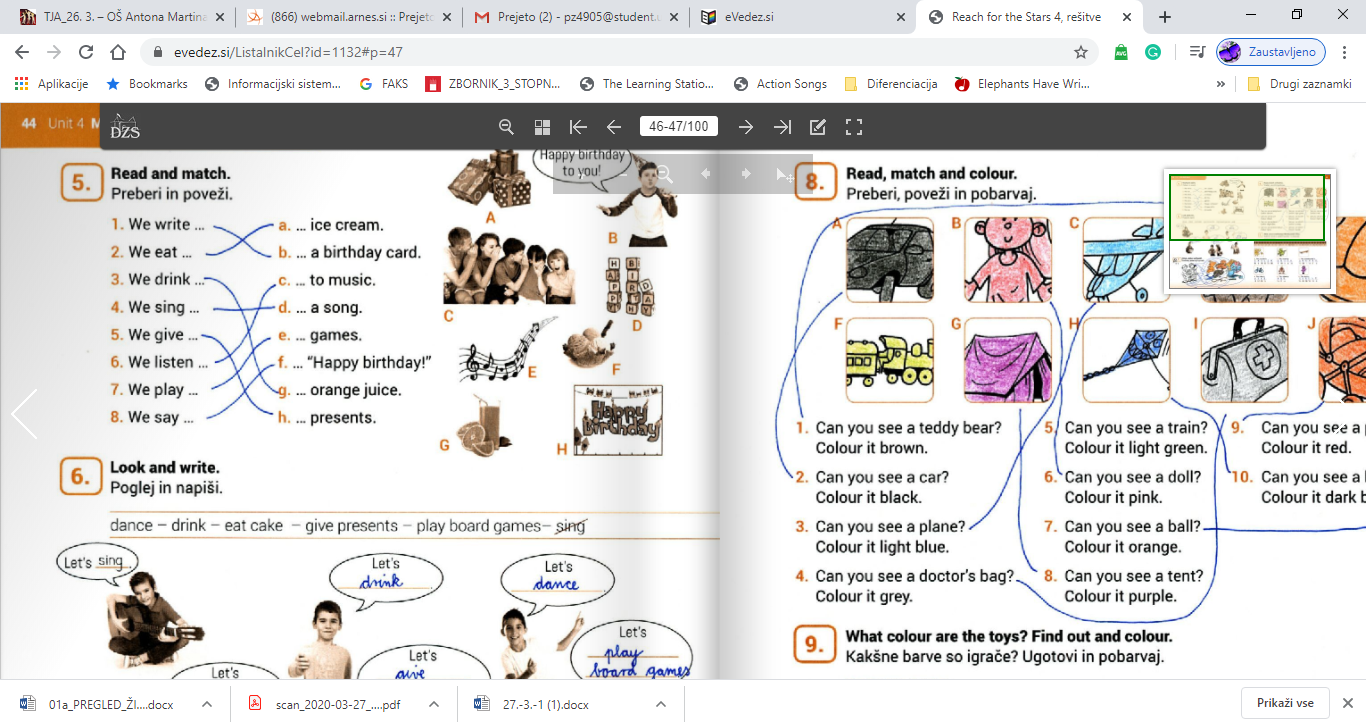 TJA_26. 3. – OŠ Antona Martina
(866) webmail.arnes.si :: Prejeto
Prejeto (2) - pz4905@student.u
eVedez.si
Reach for the Stars 4, rešitve
evedez.si/ListalnikCel?id=1132#p=47
Zaustavljeno
Aplikacije
Bookmarks
Informacijski sistem...
FAKS
ZBORNIK_3_STOPN...
The Learning Statio...
Action Songs
Diferenciacija
Elephants Have Wri...
»
Drugi zaznamki
44 Unit 4
DZS
46-47/100
5. Read and match.
Preberi in poveži.
1. We write ... a. ... ice cream.
2. We eat ... b. ... a birthday card.
3. We drink ... c. ... to music.
4. We sing ... d. ... a song.
5. We give ... e. ... games.
6. We listen ... f. ... “Happy birthday!”
7. We play ... g. ... orange juice.
8. We say ... h. ... presents.
Happy birthday
to you!
A
B
C
HAPPY BIRTHDAY
D
E
F
G
Happy
Birthday
H
6. Look and write.
Poglej in napiši.
dance – drink – eat cake – give presents – play board games – sing
Let's sing
Let's
drink
Let's
dance
Let's
Let's
give
Let's
play
board games
8. Read, match and colour.
Preberi, poveži in pobarvaj.
A B C
F G H I J
1. Can you see a teddy bear?
Colour it brown.
2. Can you see a car?
Colour it black.
3. Can you see a plane?
Colour it light blue.
4. Can you see a doctor's bag?
Colour it grey.
5. Can you see a train?
Colour it light green.
6. Can you see a doll?
Colour it pink.
7. Can you see a ball?
Colour it orange.
8. Can you see a tent?
Colour it purple.
9. Can you see a
Colour it red.
10. Can you see a
Colour it dark
9. What colour are the toys? Find out and colour.
Kakšne barve so igrače? Ugotovi in pobarvaj.
01a_PREGLED_ŽI....docx
scan_2020-03-27_....pdf
27.-3.-1 (1).docx
Prikaži vse